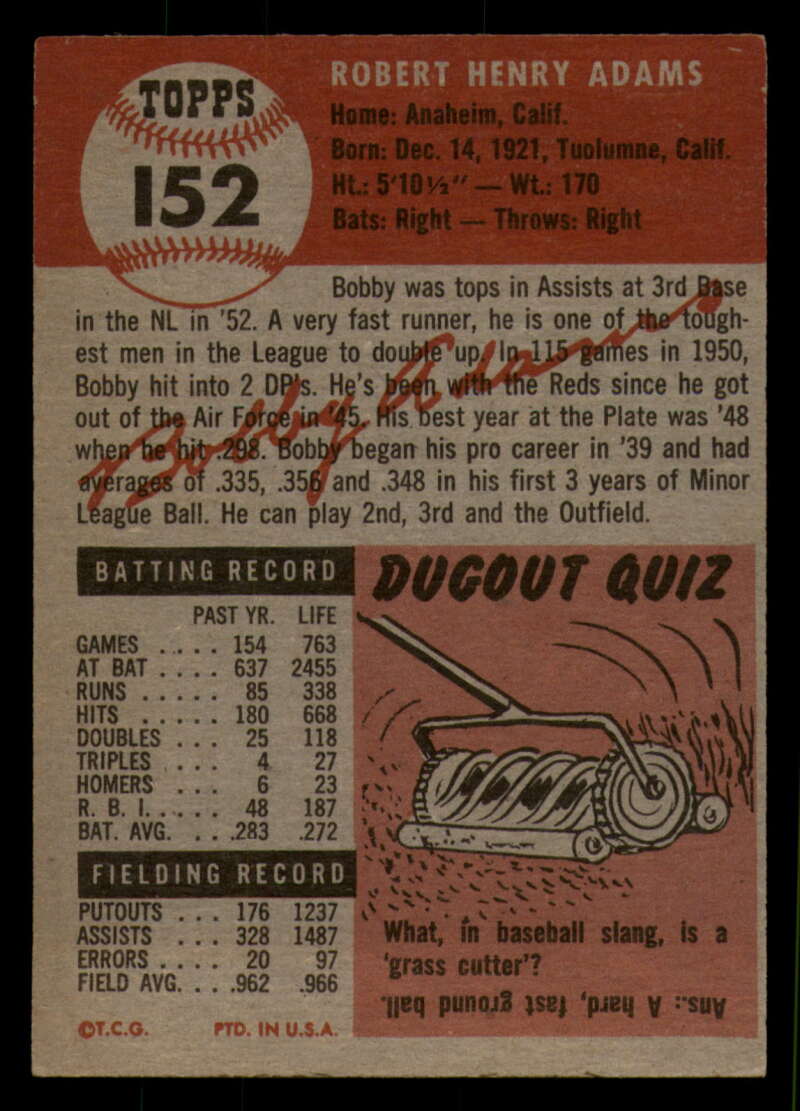 TOPPS
152
ROBERT HENRY ADAMS
Home: Anaheim, Calif.
Born: Dec. 14, 1921, Tuolumne, Calif.
Ht.: 5'10½" — Wt.: 170
Bats: Right — Throws: Right
Bobby was tops in Assists at 3rd Base
in the NL in '52. A very fast runner, he is one of the tough-
est men in the League to double up. In 115 games in 1950,
Bobby hit into 2 DP's. He's been with the Reds since he got
out of the Air Force in '45. His best year at the Plate was '48
when he hit .298. Bobby began his pro career in '39 and had
averages of .335, .356 and .348 in his first 3 years of Minor
League Ball. He can play 2nd, 3rd and the Outfield.
Bobby Adams
BATTING RECORD
PAST YR. LIFE
GAMES ..... 154 763
AT BAT .... 637 2455
RUNS ..... 85 338
HITS ..... 180 668
DOUBLES ... 25 118
TRIPLES .... 4 27
HOMERS ... 6 23
R. B. I. ..... 48 187
BAT. AVG. ... .283 .272
FIELDING RECORD
PUTOUTS ... 176 1237
ASSISTS ... 328 1487
ERRORS .... 20 97
FIELD AVG. ... .962 .966
©T.C.G. PTD. IN U.S.A.
DUGOUT QUIZ
What, in baseball slang, is a
'grass cutter'?
Ans.: A hard, fast ground ball.